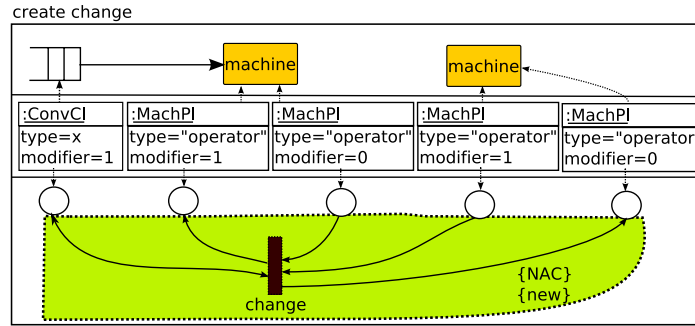 create change
machine
machine
:ConvCl
type=x
modifier=1
:MachPl
type="operator"
modifier=1
:MachPl
type="operator"
modifier=0
:MachPl
type="operator"
modifier=1
:MachPl
type="operator
modifier=0
change
{NAC}
{new}